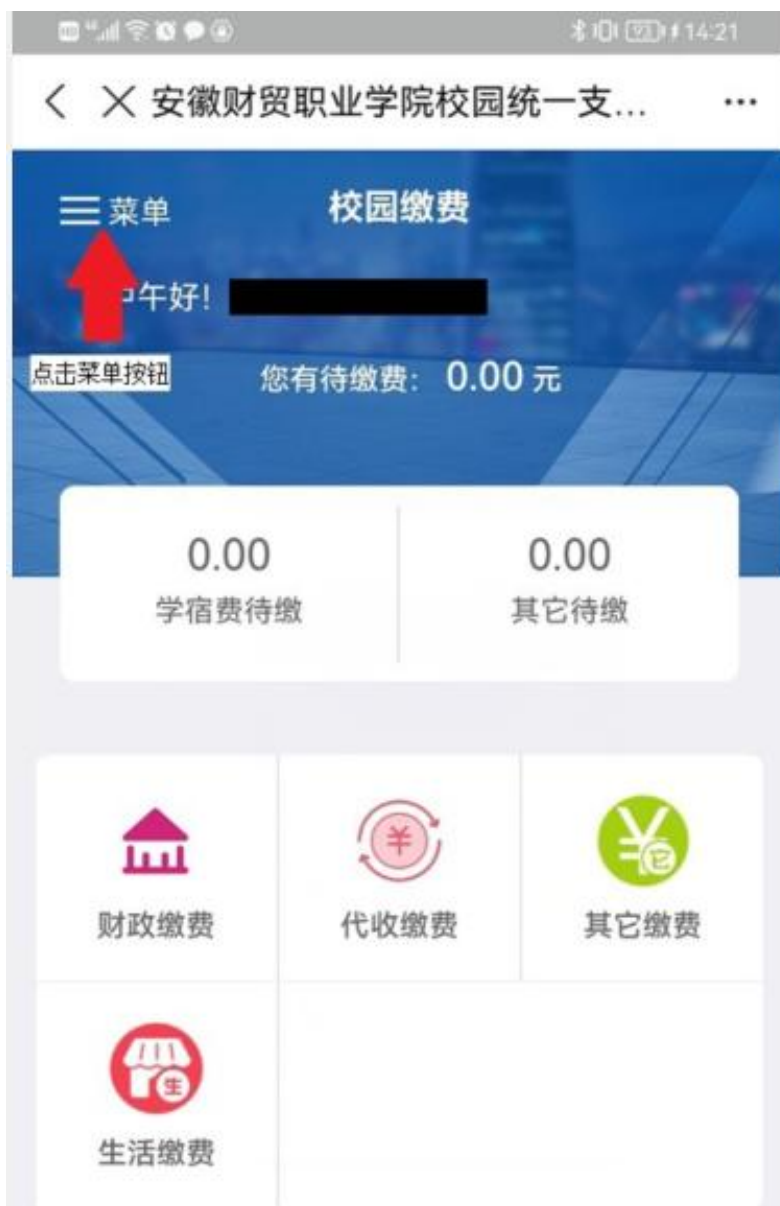 14:21
安徽财贸职业学院校园统一支...
菜单
校园缴费
午好!
点击菜单按钮
您有待缴费: 0.00 元
0.00
0.00
学宿费待缴
其它待缴
¥
¥
它
财政缴费
代收缴费
其它缴费
生
生活缴费